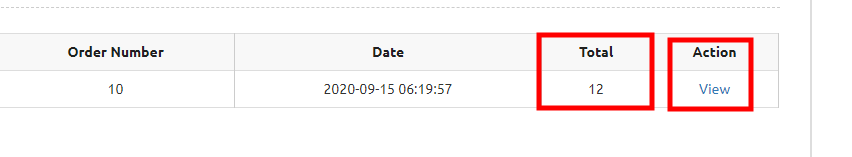 Order Number Date Total Action
10 2020-09-15 06:19:57 12 View